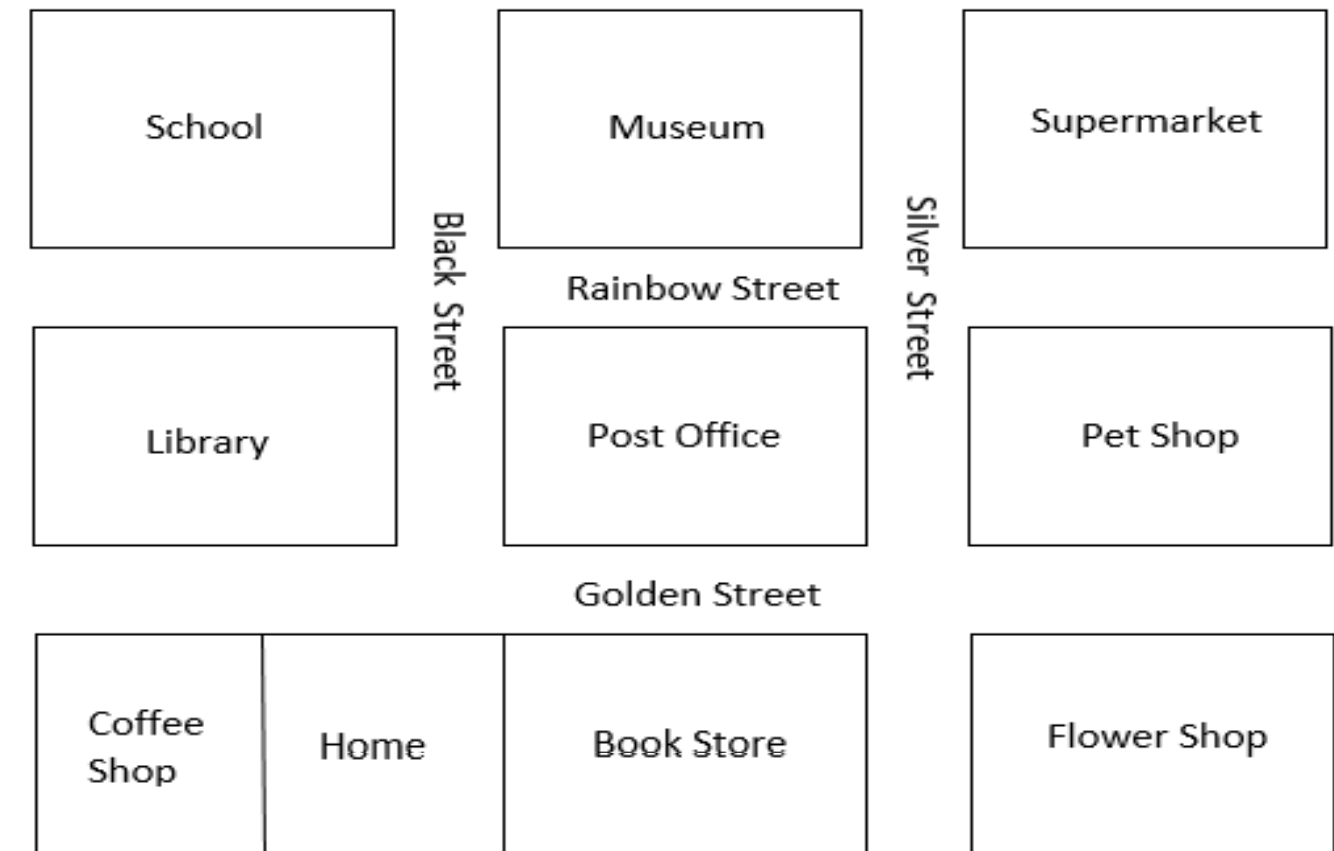 School
Museum
Supermarket
Black Street
Silver Street
Rainbow Street
Library
Post Office
Pet Shop
Golden Street
Coffee
Shop
Home
Book Store
Flower Shop